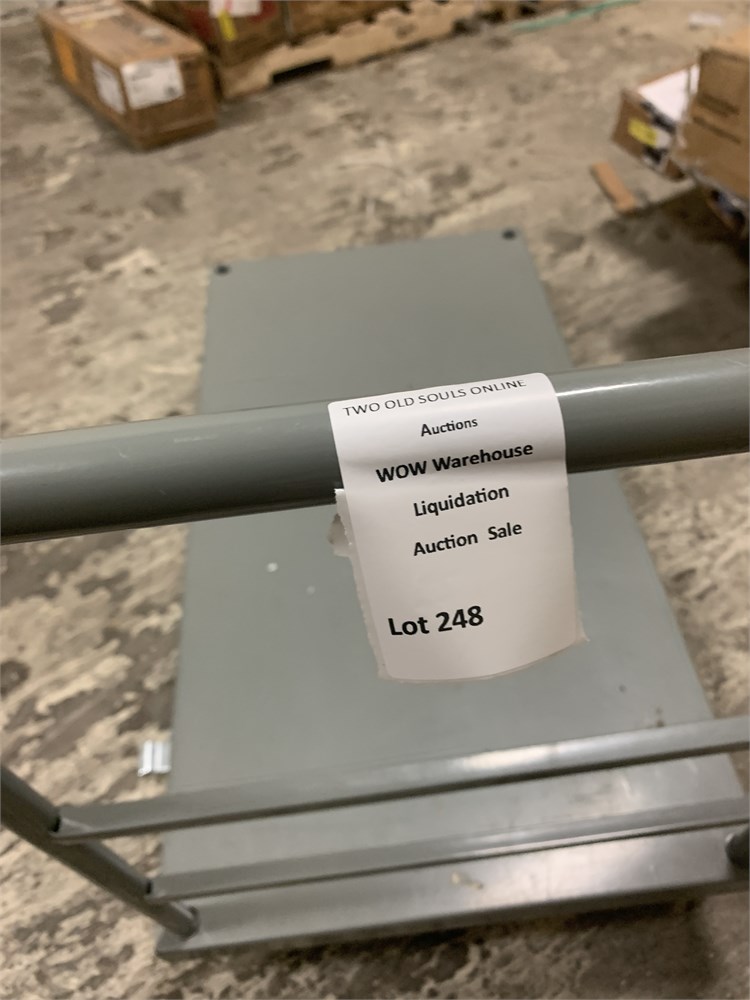 TWO OLD SOULS ONLINE
Auctions
WOW Warehouse
Liquidation
Auction Sale
Lot 248